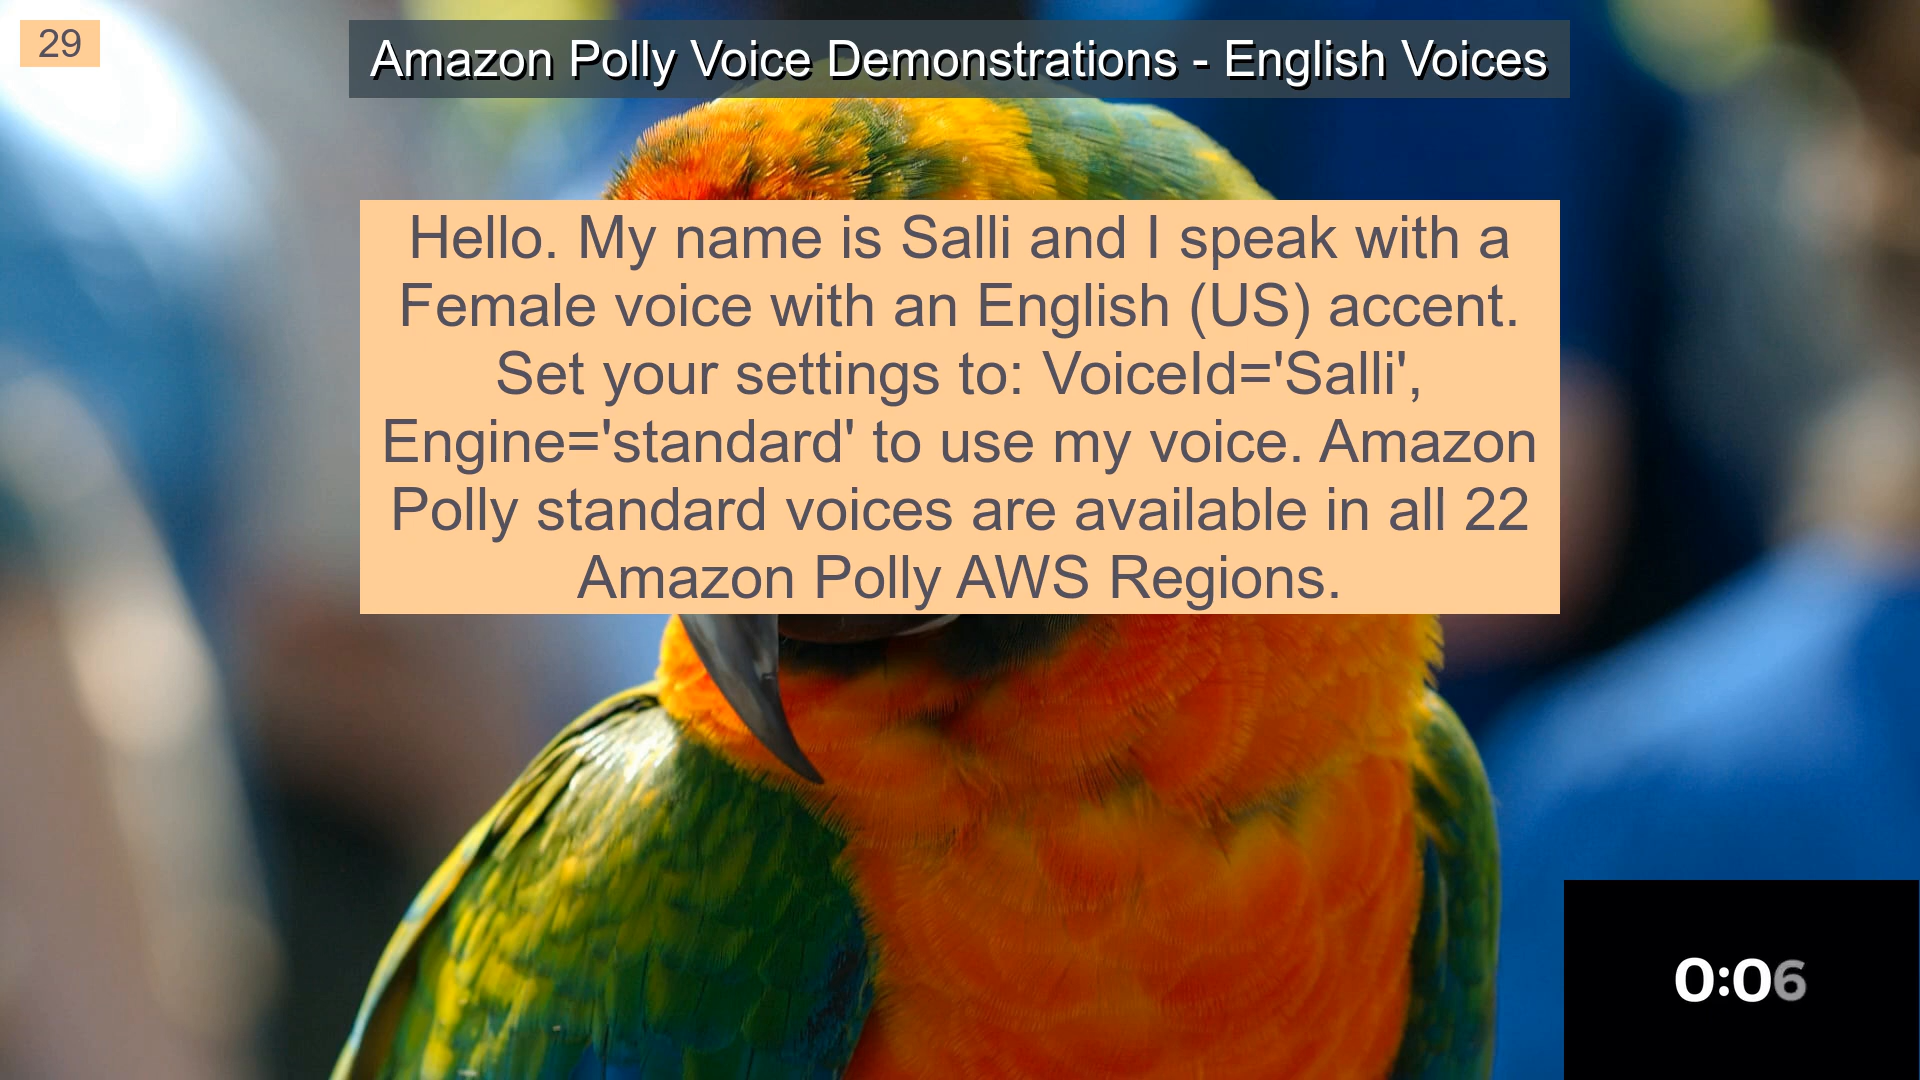 29
Amazon Polly Voice Demonstrations - English Voices
Hello. My name is Salli and I speak with a
Female voice with an English (US) accent.
Set your settings to: VoiceId='Salli',
Engine='standard' to use my voice. Amazon
Polly standard voices are available in all 22
Amazon Polly AWS Regions.
0:06